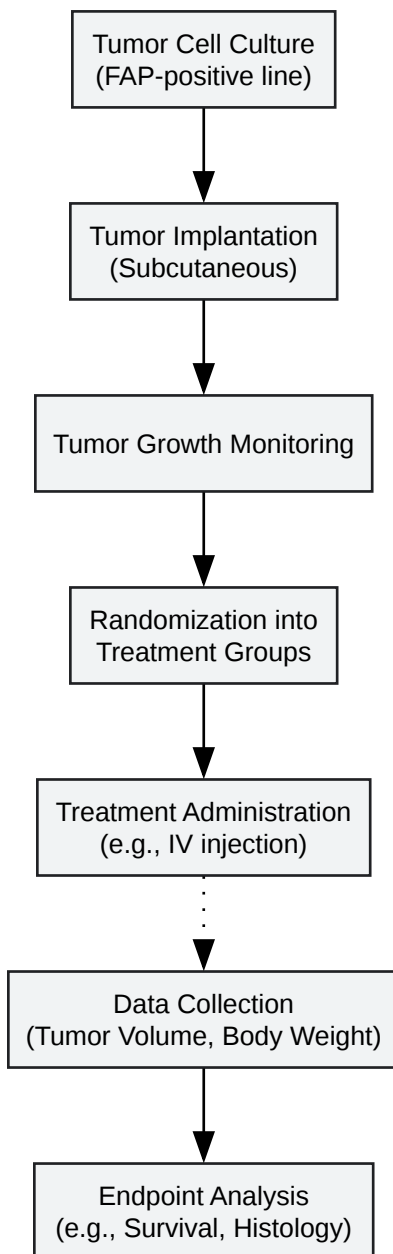 Tumor Cell Culture
(FAP-positive line)
Tumor Implantation
(Subcutaneous)
Tumor Growth Monitoring
Randomization into
Treatment Groups
Treatment Administration
(e.g., IV injection)
Data Collection
(Tumor Volume, Body Weight)
Endpoint Analysis
(e.g., Survival, Histology)